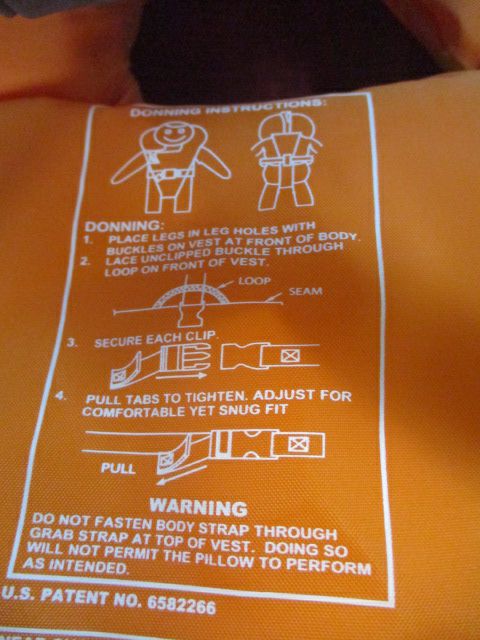 DONNING INSTRUCTIONS:
DONNING:
1. PLACE LEGS IN LEG HOLES WITH
BUCKLES ON VEST AT FRONT OF BODY.
2. LACE UNCLIPPED BUCKLE THROUGH
LOOP ON FRONT OF VEST.
LOOP
SEAM
3. SECURE EACH CLIP.
4. PULL TABS TO TIGHTEN. ADJUST FOR
COMFORTABLE YET SNUG FIT
PULL
WARNING
DO NOT FASTEN BODY STRAP THROUGH
GRAB STRAP AT TOP OF VEST. DOING SO
WILL NOT PERMIT THE PILLOW TO PERFORM
AS INTENDED.
U.S. PATENT NO. 6582266